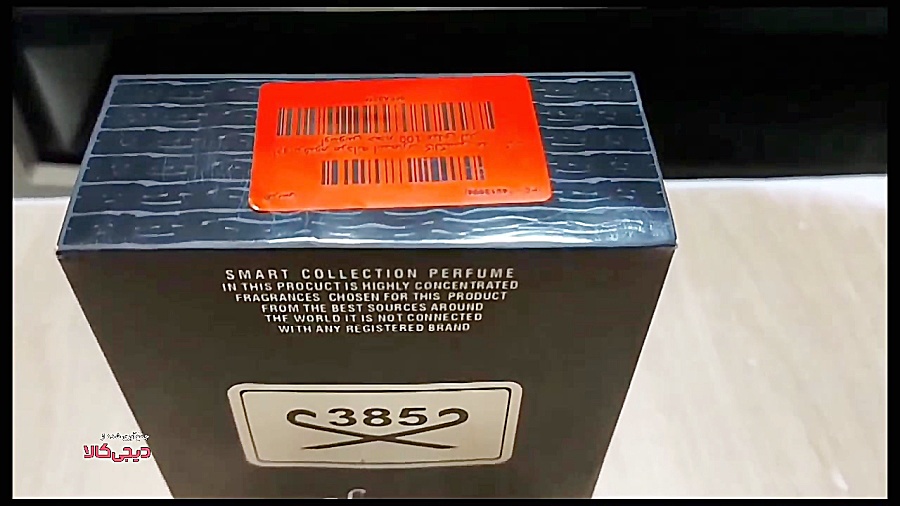 SMART COLLECTION PERFUME
IN THIS PROCUCT IS HIGHLY CONCENTRATED
FRAGRANCES CHOSEN FOR THIS PRODUCT
FROM THE BEST SOURCES AROUND
THE WORLD IT IS NOT CONNECTED
WITH ANY REGISTERED BRAND
385
دیجی‌کالا